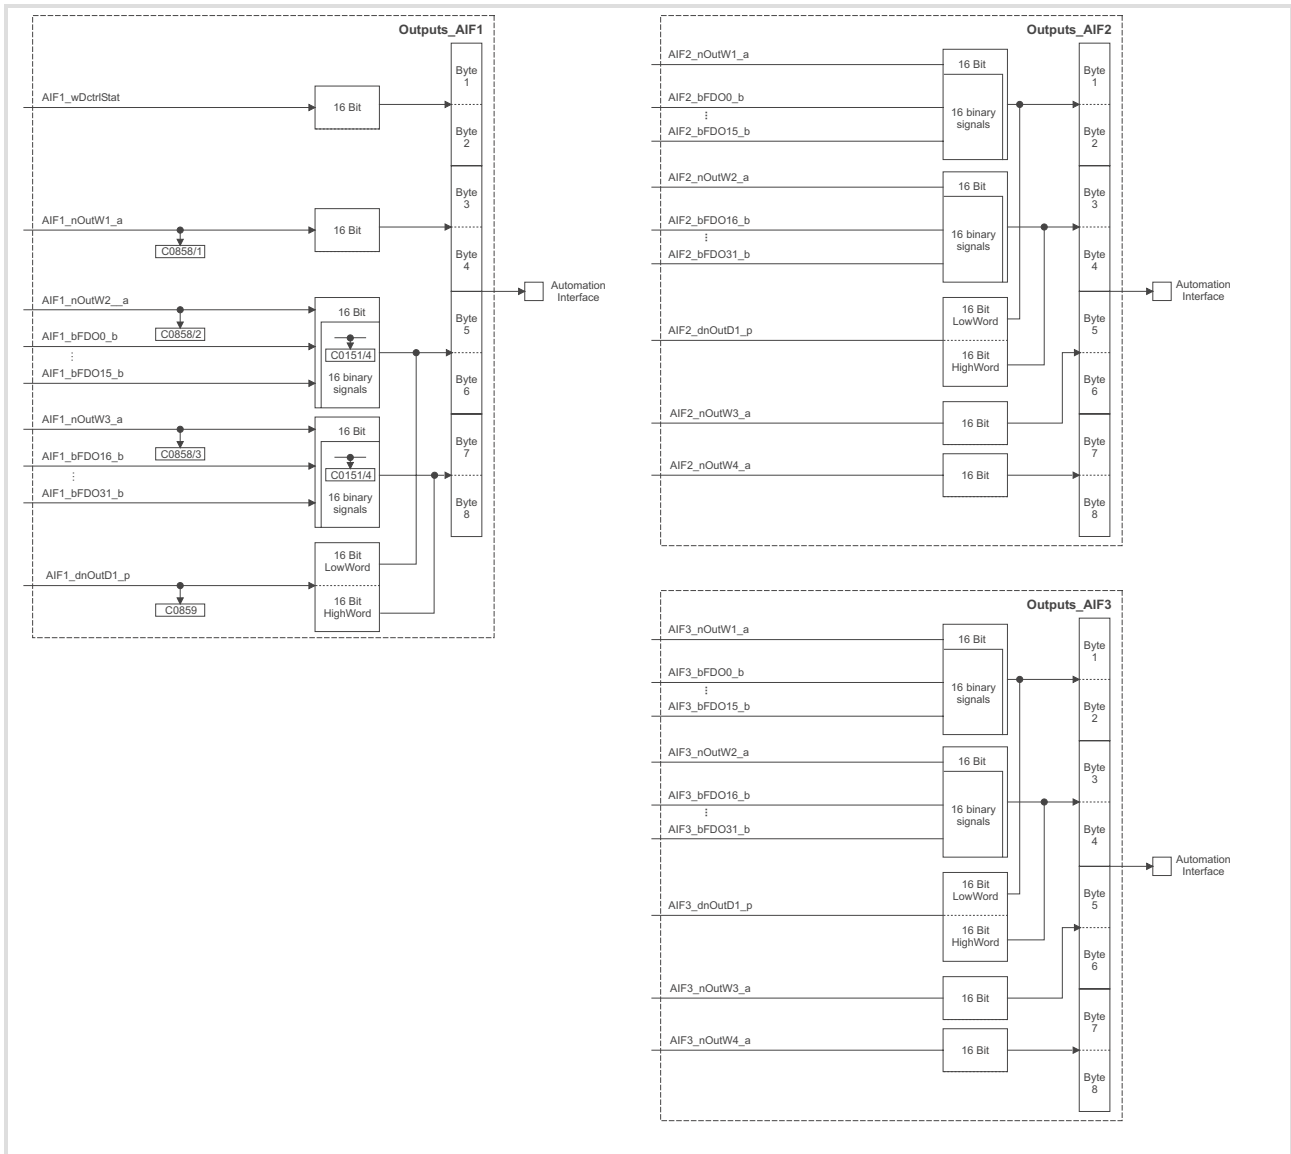 Outputs_AIF1
AIF1_wDctrlStat
16 Bit
Byte
1
Byte
2
AIF1_nOutW1_a
C0858/1
16 Bit
Byte
3
Byte
4
AIF1_nOutW2__a
C0858/2
AIF1_bFDO0_b
⋮
AIF1_bFDO15_b
16 Bit
C0151/4
16 binary
signals
Byte
5
Byte
6
Automation
Interface
AIF1_nOutW3_a
C0858/3
AIF1_bFDO16_b
⋮
AIF1_bFDO31_b
16 Bit
C0151/4
16 binary
signals
Byte
7
Byte
8
AIF1_dnOutD1_p
C0859
16 Bit
LowWord
16 Bit
HighWord
Outputs_AIF2
AIF2_nOutW1_a
AIF2_bFDO0_b
⋮
AIF2_bFDO15_b
16 Bit
16 binary
signals
Byte
1
Byte
2
AIF2_nOutW2_a
AIF2_bFDO16_b
⋮
AIF2_bFDO31_b
16 Bit
16 binary
signals
Byte
3
Byte
4
Automation
Interface
AIF2_dnOutD1_p
16 Bit
LowWord
16 Bit
HighWord
Byte
5
Byte
6
AIF2_nOutW3_a
16 Bit
AIF2_nOutW4_a
16 Bit
Byte
7
Byte
8
Outputs_AIF3
AIF3_nOutW1_a
AIF3_bFDO0_b
⋮
AIF3_bFDO15_b
16 Bit
16 binary
signals
Byte
1
Byte
2
AIF3_nOutW2_a
AIF3_bFDO16_b
⋮
AIF3_bFDO31_b
16 Bit
16 binary
signals
Byte
3
Byte
4
Automation
Interface
AIF3_dnOutD1_p
16 Bit
LowWord
16 Bit
HighWord
Byte
5
Byte
6
AIF3_nOutW3_a
16 Bit
AIF3_nOutW4_a
16 Bit
Byte
7
Byte
8